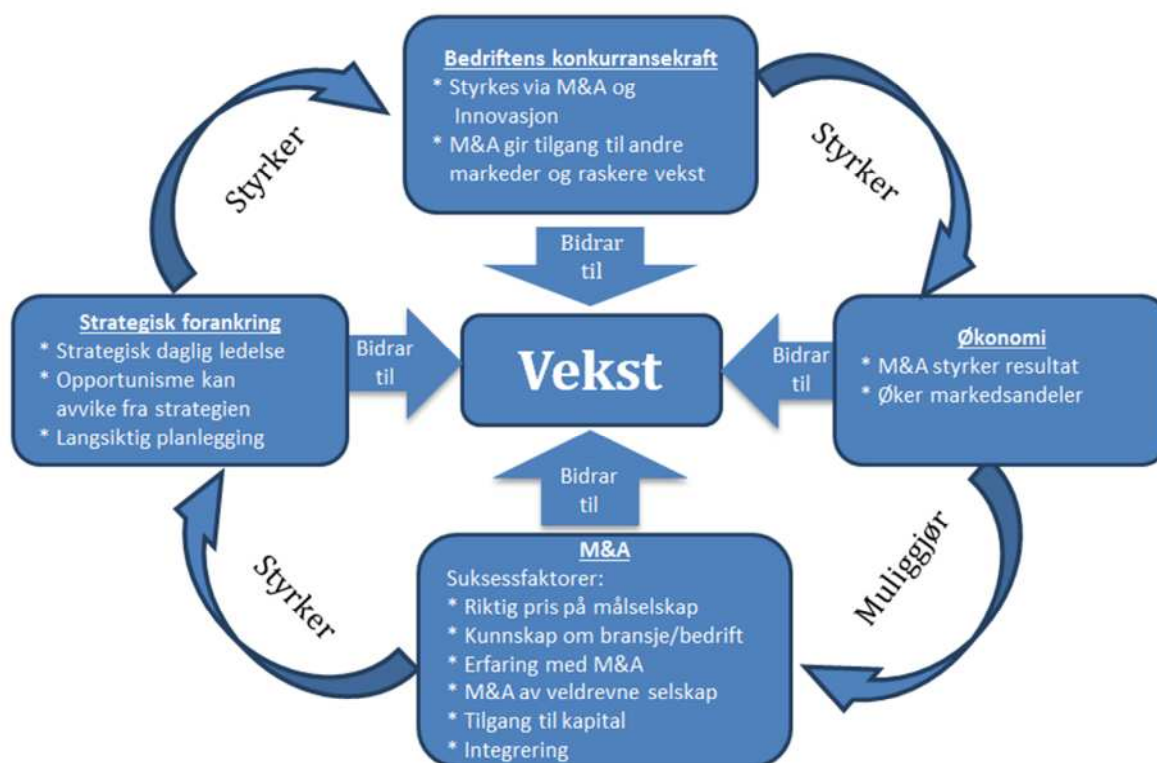 Bedriftens konkurransekraft
* Styrkes via M&A og
Innovasjon
* M&A gir tilgang til andre
markeder og raskere vekst
Styrker
Styrker
Bidrar
til
Strategisk forankring
* Strategisk daglig ledelse
* Opportunisme kan
avvike fra strategien
* Langsiktig planlegging
Bidrar
til
Vekst
Bidrar
til
Økonomi
* M&A styrker resultat
* Øker markedsandeler
Bidrar
til
Styrker
Muliggjør
M&A
Suksessfaktorer:
* Riktig pris på målselskap
* Kunnskap om bransje/bedrift
* Erfaring med M&A
* M&A av veldrevne selskap
* Tilgang til kapital
* Integrering